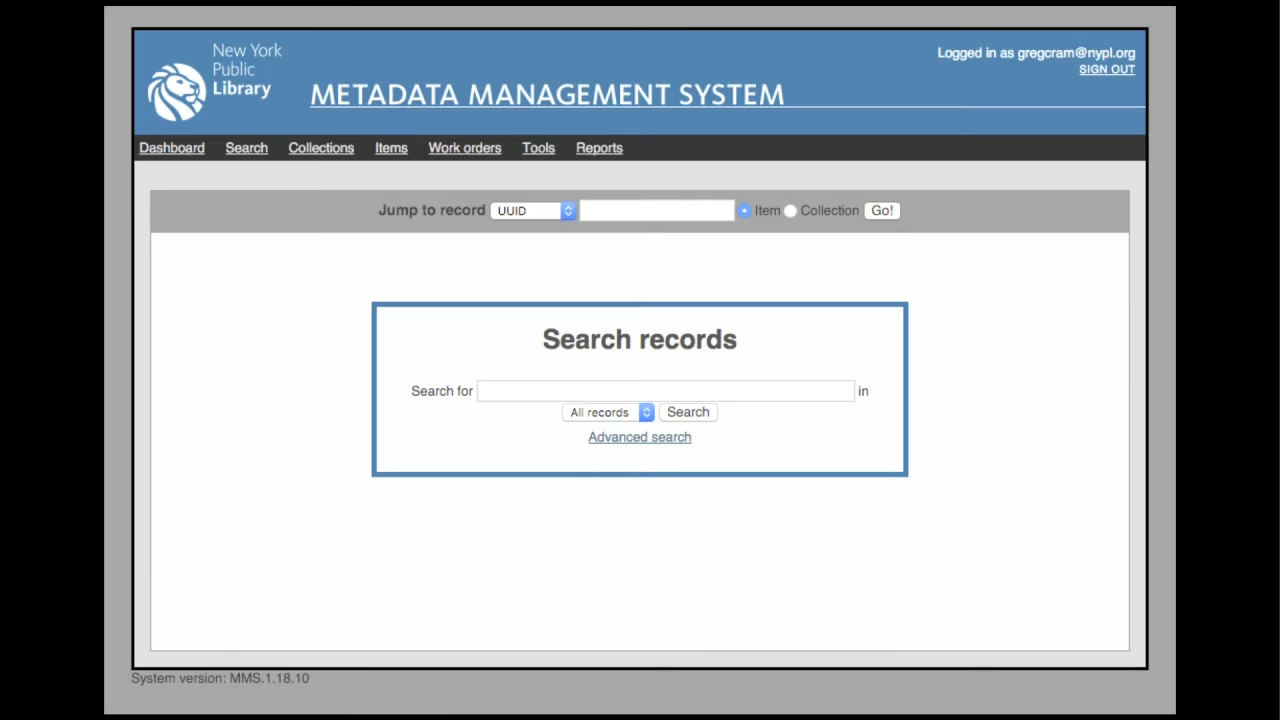 New York
Public
Library
METADATA MANAGEMENT SYSTEM
Logged in as gregcram@nypl.org
SIGN OUT
Dashboard Search Collections Items Work orders Tools Reports
Jump to record UUID Item Collection Go!
Search records
Search for in
All records Search
Advanced search
System version: MMS.1.18.10